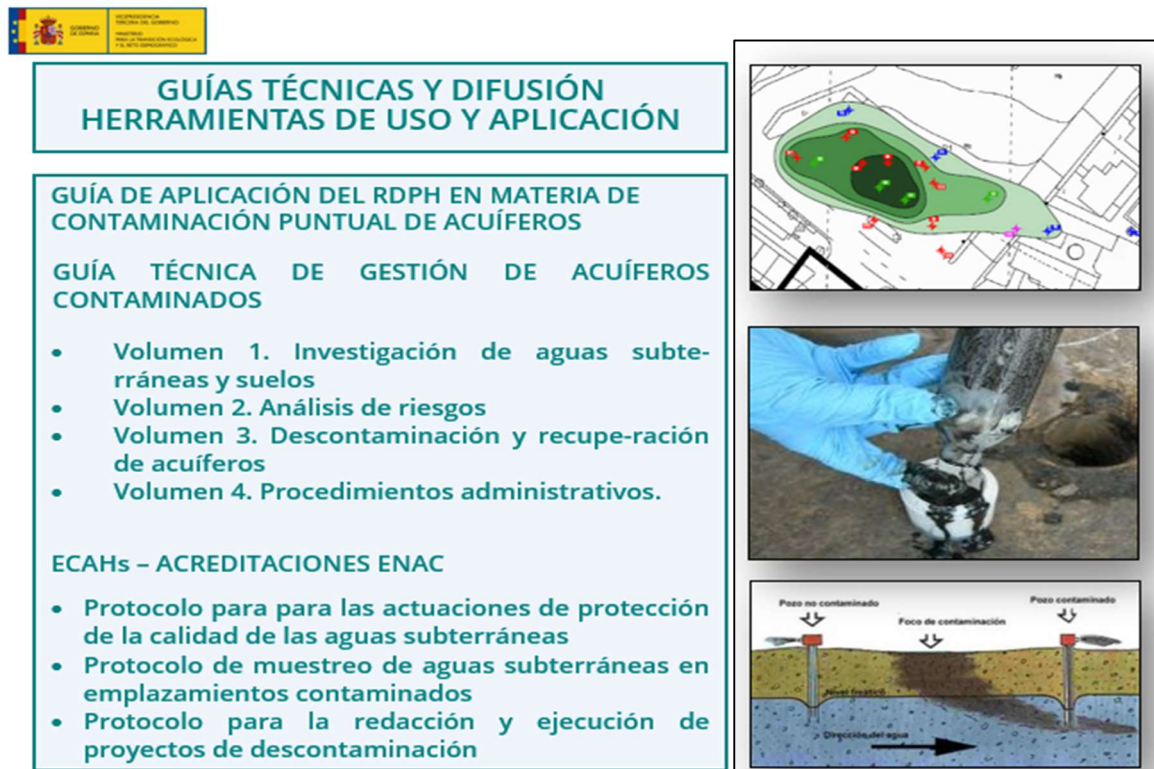 GOBIERNO
DE ESPAÑA
VICEPRESIDENCIA
TERCERA DEL GOBIERNO
MINISTERIO
PARA LA TRANSICIÓN ECOLÓGICA
Y EL RETO DEMOGRÁFICO
GUÍAS TÉCNICAS Y DIFUSIÓN
HERRAMIENTAS DE USO Y APLICACIÓN
GUÍA DE APLICACIÓN DEL RDPH EN MATERIA DE
CONTAMINACIÓN PUNTUAL DE ACUÍFEROS
GUÍA TÉCNICA DE GESTIÓN DE ACUÍFEROS
CONTAMINADOS
• Volumen 1. Investigación de aguas subte-
rráneas y suelos
• Volumen 2. Análisis de riesgos
• Volumen 3. Descontaminación y recupe-ración
de acuíferos
• Volumen 4. Procedimientos administrativos.
ECAHs – ACREDITACIONES ENAC
• Protocolo para para las actuaciones de protección
de la calidad de las aguas subterráneas
• Protocolo de muestreo de aguas subterráneas en
emplazamientos contaminados
• Protocolo para la redacción y ejecución de
proyectos de descontaminación
Pozo no contaminado
Foco de contaminación
Pozo contaminado
Nivel freático
Dirección del agua